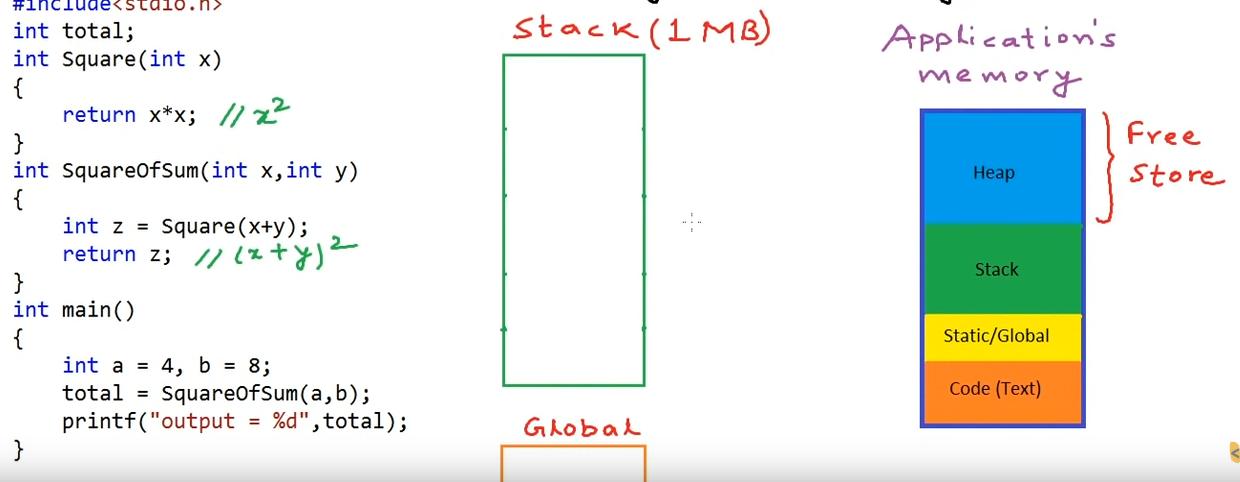 #include<stdio.h>
int total;
int Square(int x)
{
return x*x; // x²
}
int SquareOfSum(int x,int y)
{
int z = Square(x+y);
return z; // (x+y)²
}
int main()
{
int a = 4, b = 8;
total = SquareOfSum(a,b);
printf("output = %d",total);
}
Stack (1 MB)
Global
Application's
memory
Heap
Stack
Static/Global
Code (Text)
Free
Store
<